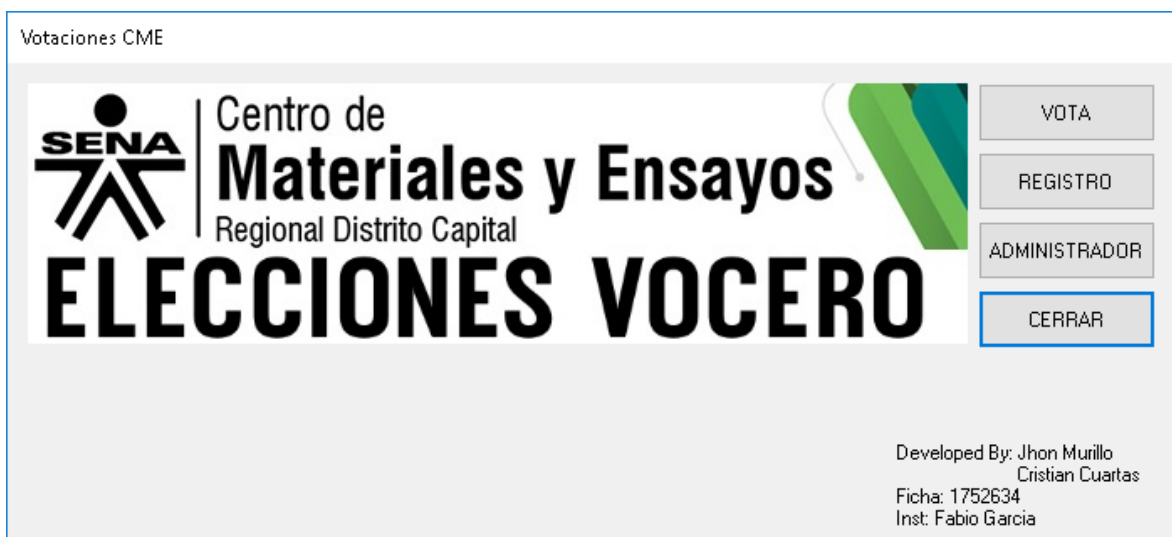 Votaciones CME
SENA
Centro de
Materiales y Ensayos
Regional Distrito Capital
ELECCIONES VOCERO
VOTA
REGISTRO
ADMINISTRADOR
CERRAR
Developed By: Jhon Murillo
Cristian Cuartas
Ficha: 1752634
Inst: Fabio Garcia